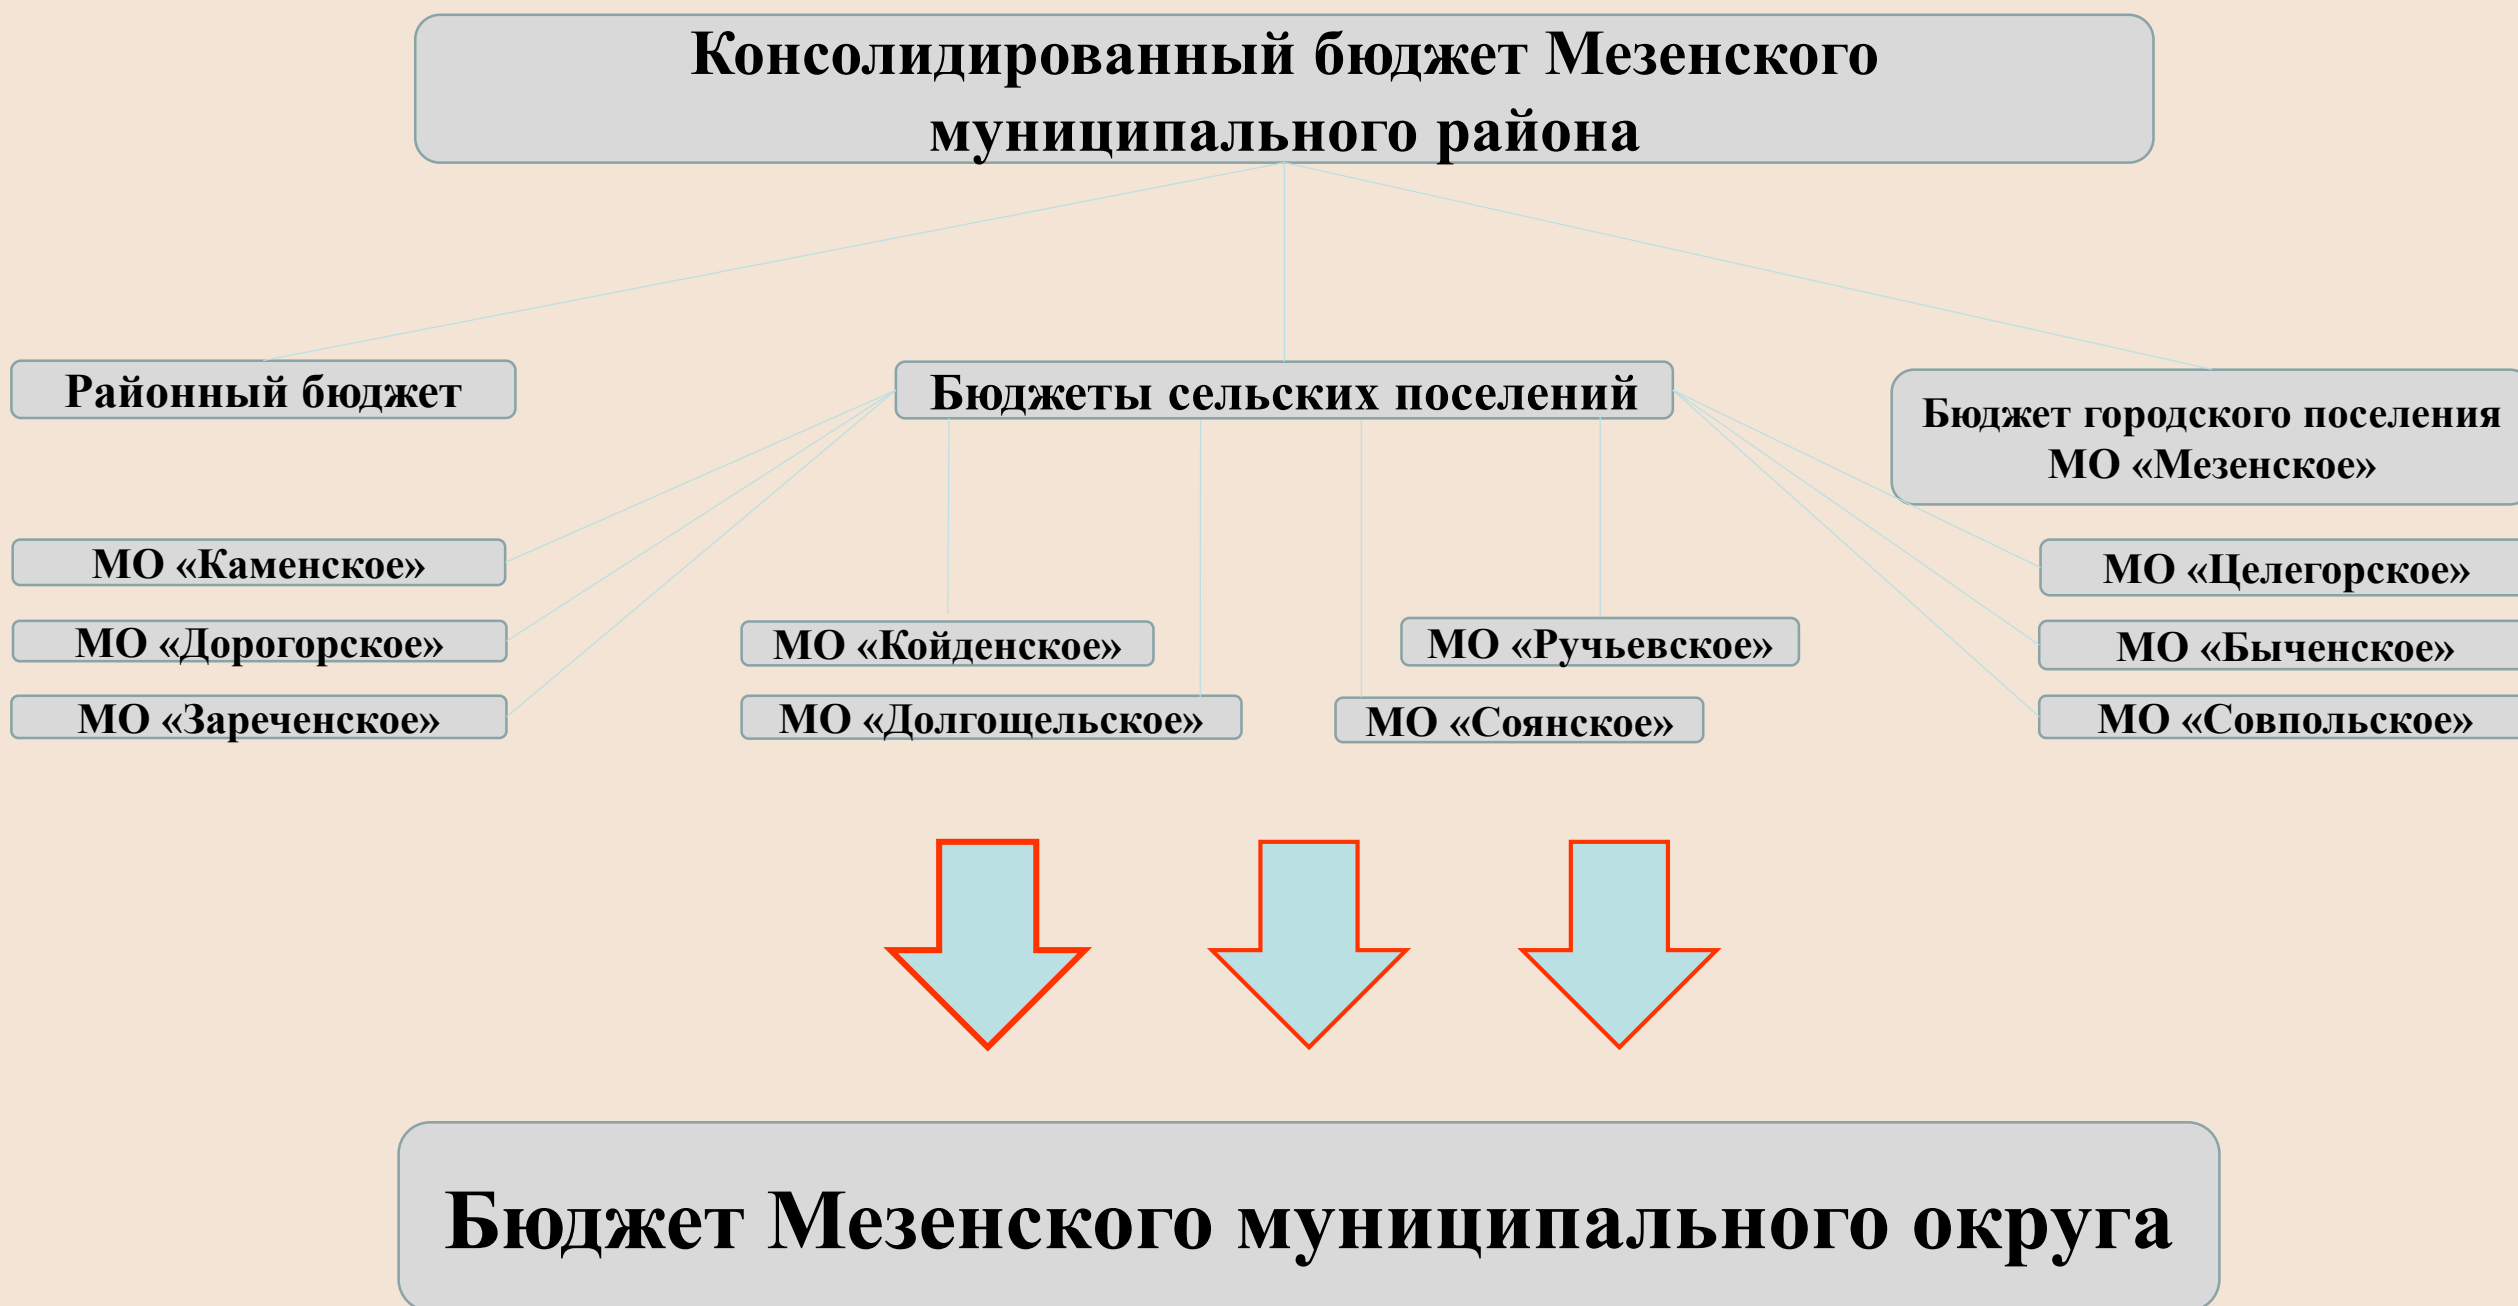 Консолидированный бюджет Мезенского
муниципального района
Районный бюджет
Бюджеты сельских поселений
Бюджет городского поселения
МО «Мезенское»
МО «Каменское»
МО «Дорогорское»
МО «Зареченское»
МО «Койденское»
МО «Долгощельское»
МО «Ручьевское»
МО «Соянское»
МО «Целегорское»
МО «Быченское»
МО «Совпольское»
Бюджет Мезенского муниципального округа